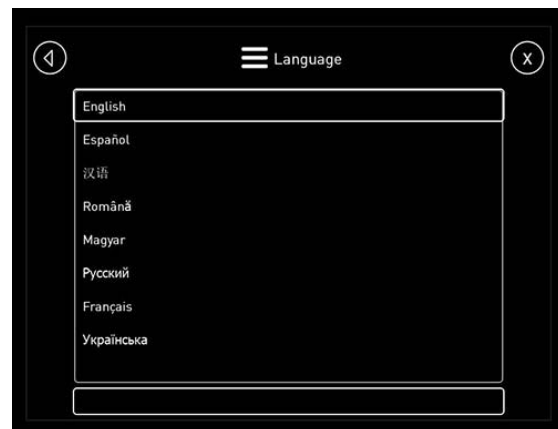 Language
X
English
Español
汉语
Română
Magyar
Русский
Français
Українська